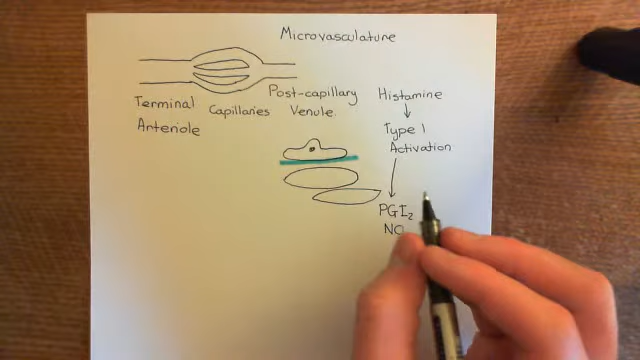 Microvasculature
Terminal
Arteriole
Capillaries
Post-capillary
Venule.
Histamine
Type 1
Activation
PGI₂
NO